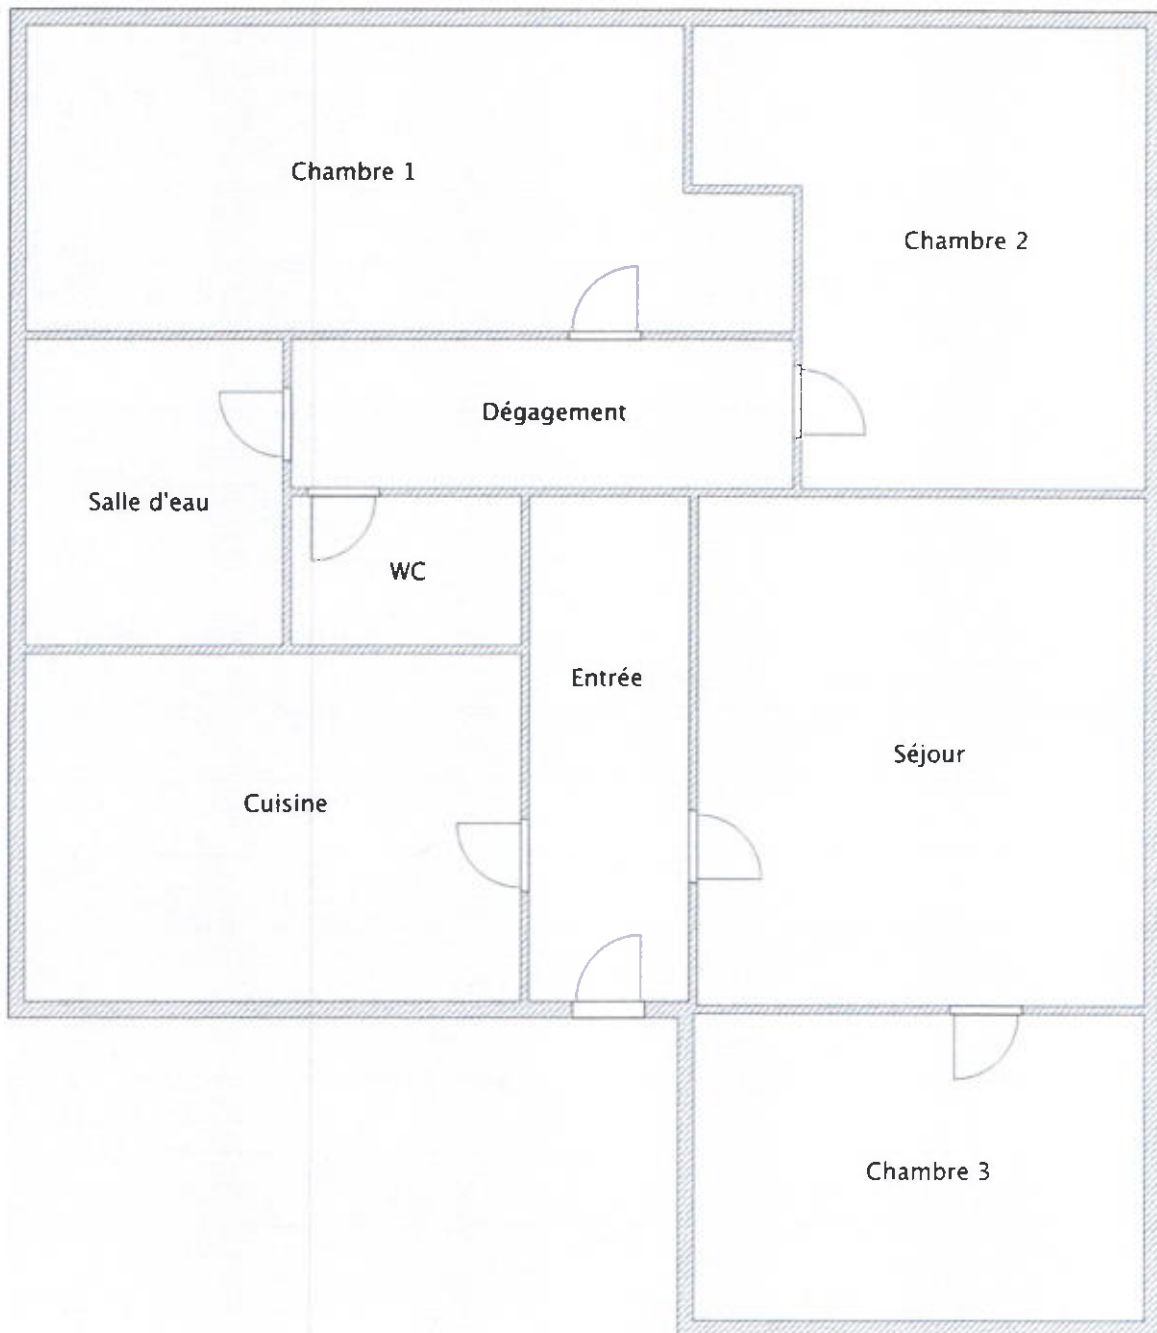 Chambre 1
Chambre 2
Dégagement
Salle d'eau
WC
Entrée
Séjour
Cuisine
Chambre 3